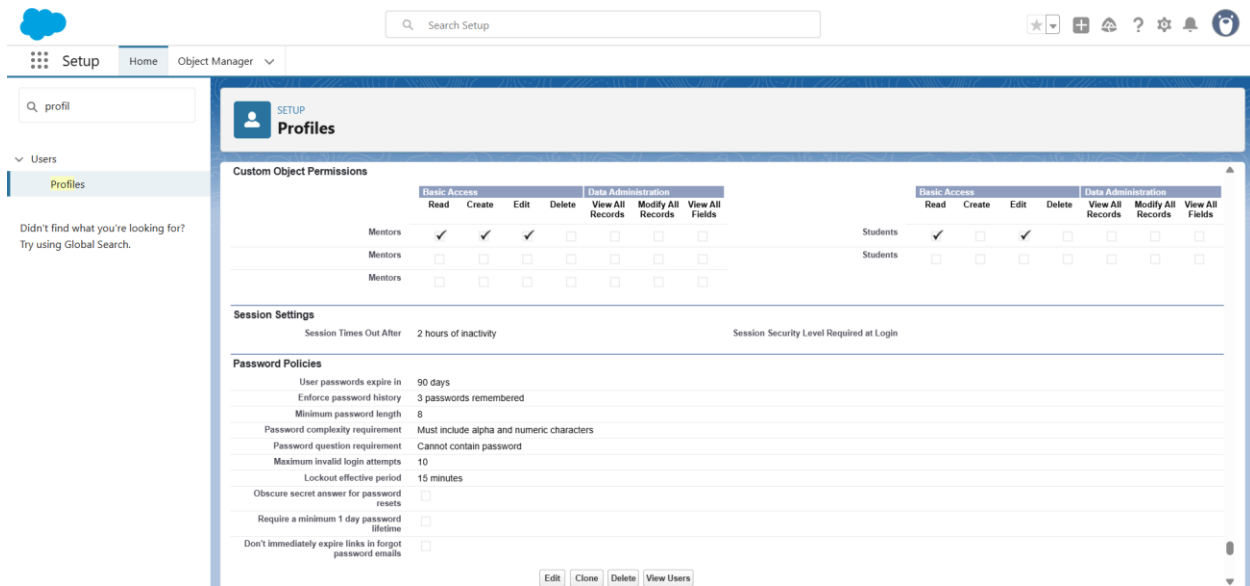 Search Setup
Setup
Home
Object Manager
profil
Users
Profiles
Didn't find what you're looking for?
Try using Global Search.
SETUP
Profiles
Custom Object Permissions
Basic Access Data Administration Basic Access Data Administration
Read Create Edit Delete View All Records Modify All Records View All Fields Read Create Edit Delete View All Records Modify All Records View All Fields
Mentors Students
Mentors Students
Mentors
Session Settings
Session Times Out After 2 hours of inactivity Session Security Level Required at Login
Password Policies
User passwords expire in 90 days
Enforce password history 3 passwords remembered
Minimum password length 8
Password complexity requirement Must include alpha and numeric characters
Password question requirement Cannot contain password
Maximum invalid login attempts 10
Lockout effective period 15 minutes
Obscure secret answer for password
resets
Require a minimum 1 day password
lifetime
Don't immediately expire links in forgot
password emails
Edit Clone Delete View Users